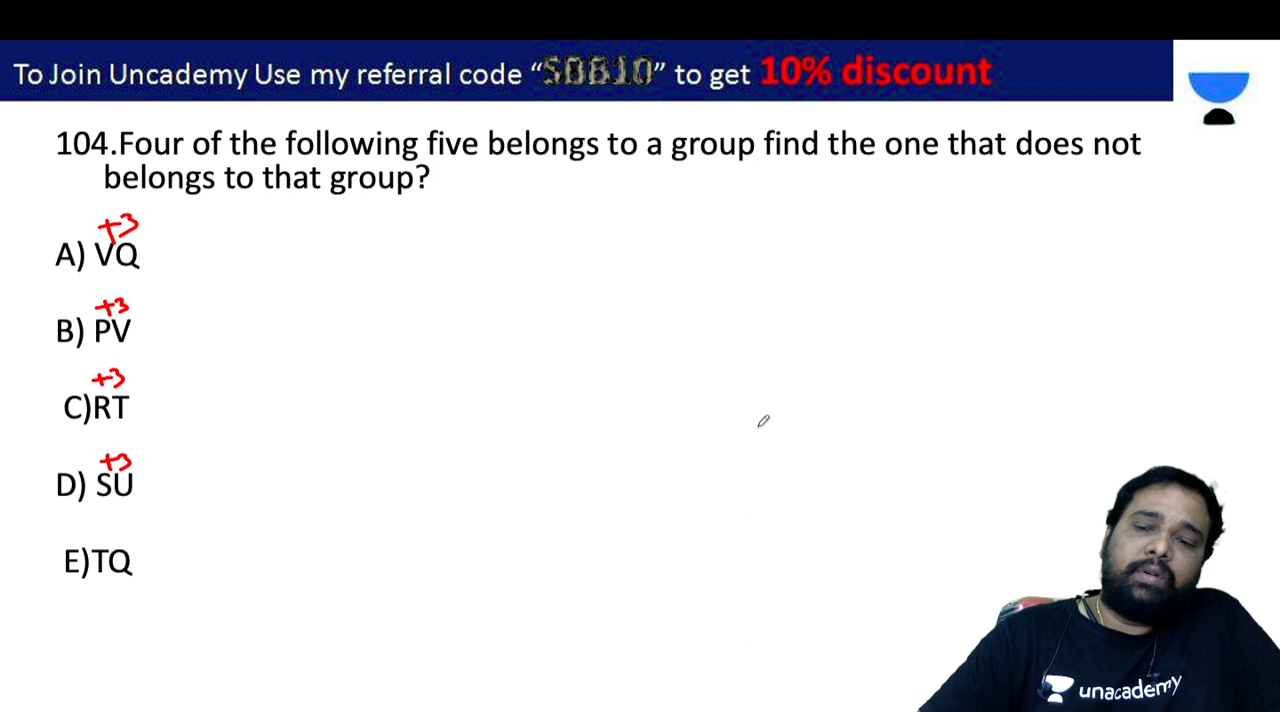 To Join Uncademy Use my referral code “SBB10” to get 10% discount
104.Four of the following five belongs to a group find the one that does not
belongs to that group?
+3
A) VQ
+3
B) PV
+3
C)RT
+3
D) SU
E)TQ
unacademy